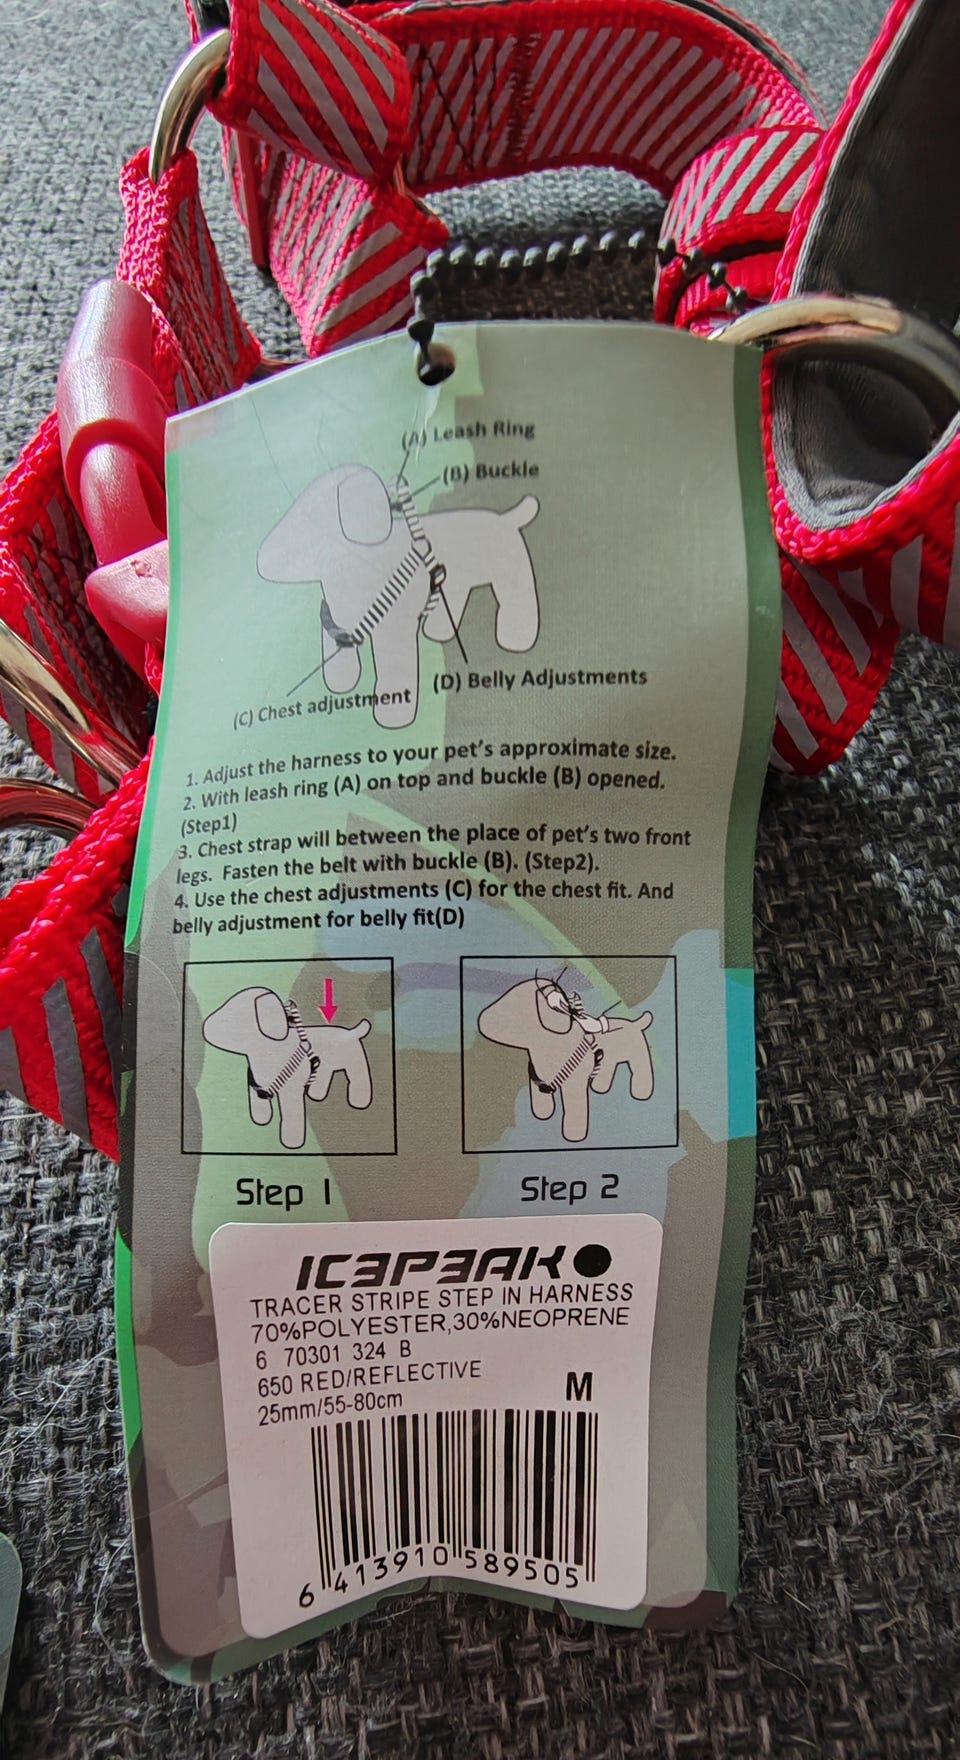 (A) Leash Ring
(B) Buckle
(D) Belly Adjustments
(C) Chest adjustment
1. Adjust the harness to your pet's approximate size.
2. With leash ring (A) on top and buckle (B) opened.
(Step1)
3. Chest strap will between the place of pet's two front
legs. Fasten the belt with buckle (B). (Step2).
4. Use the chest adjustments (C) for the chest fit. And
belly adjustment for belly fit(D)
Step 1
Step 2
ICEPEAK
TRACER STRIPE STEP IN HARNESS
70%POLYESTER,30%NEOPRENE
6 70301 324 B
650 RED/REFLECTIVE
M
25mm/55-80cm
6 413910 589505